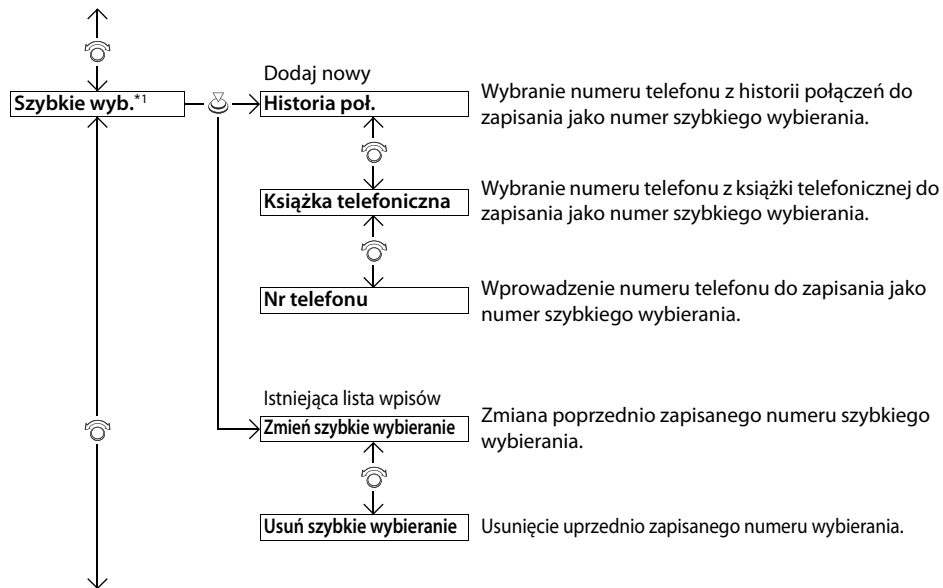 Szybkie wyb.*1
Dodaj nowy
Historia poł.
Wybranie numeru telefonu z historii połączeń do
zapisania jako numer szybkiego wybierania.
Książka telefoniczna
Wybranie numeru telefonu z książki telefonicznej do
zapisania jako numer szybkiego wybierania.
Nr telefonu
Wprowadzenie numeru telefonu do zapisania jako
numer szybkiego wybierania.
Istniejąca lista wpisów
Zmień szybkie wybieranie
Zmiana poprzednio zapisanego numeru szybkiego
wybierania.
Usuń szybkie wybieranie
Usunięcie uprzednio zapisanego numeru wybierania.